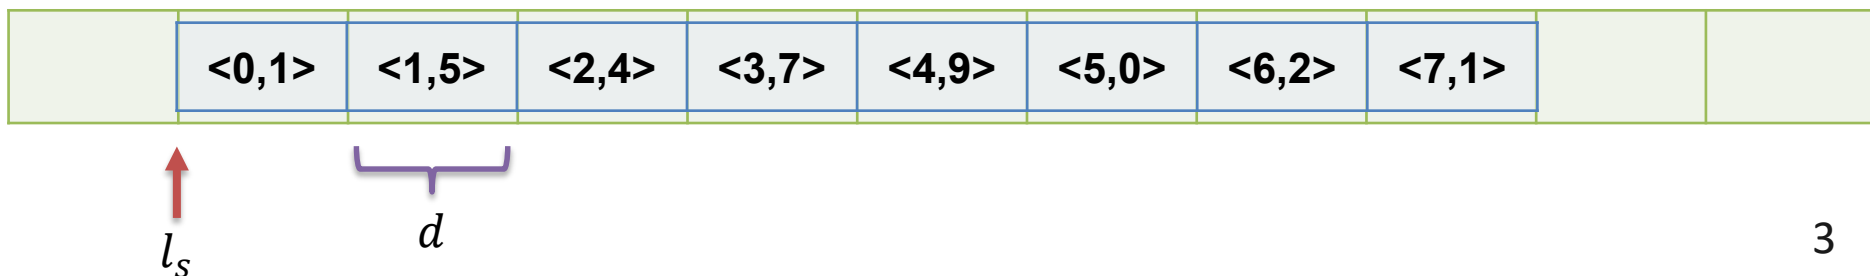 <0,1> <1,5> <2,4> <3,7> <4,9> <5,0> <6,2> <7,1>
l_s d 3